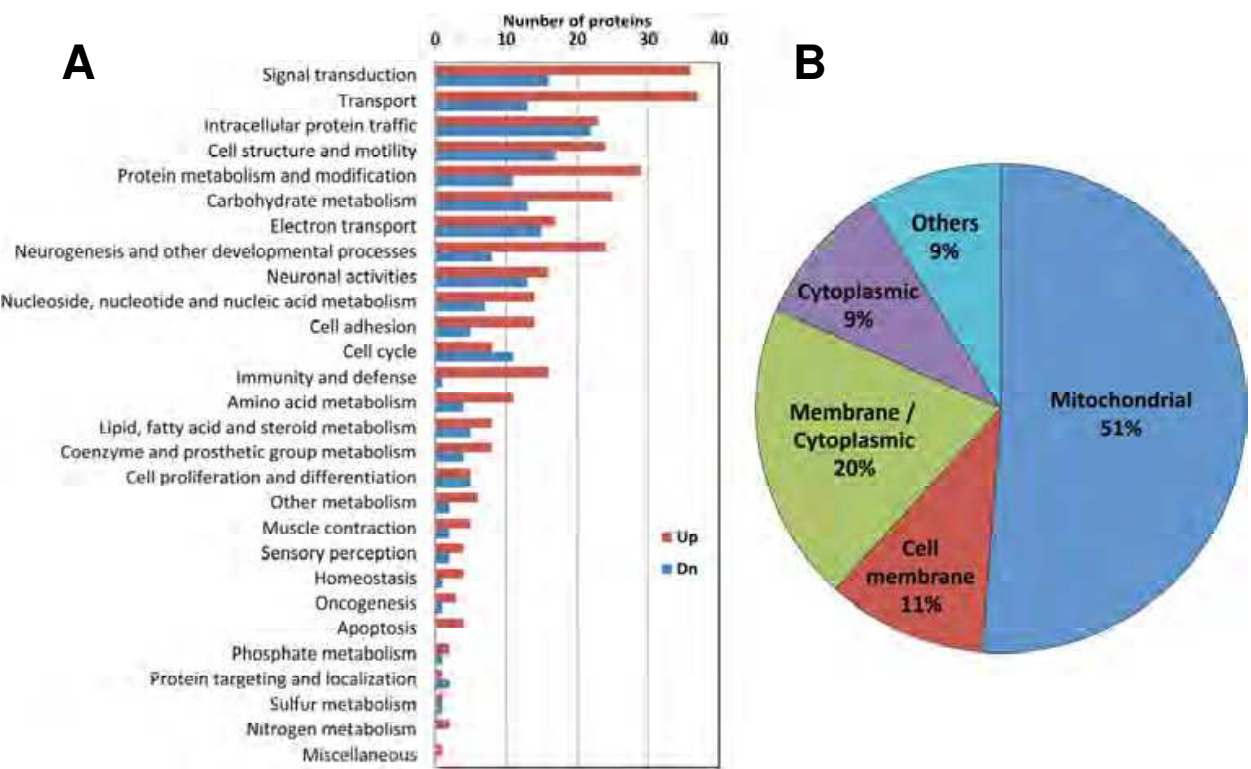 A
Number of proteins
0 10 20 30 40
Signal transduction
Transport
Intracellular protein traffic
Cell structure and motility
Protein metabolism and modification
Carbohydrate metabolism
Electron transport
Neurogenesis and other developmental processes
Neuronal activities
Nucleoside, nucleotide and nucleic acid metabolism
Cell adhesion
Cell cycle
Immunity and defense
Amino acid metabolism
Lipid, fatty acid and steroid metabolism
Coenzyme and prosthetic group metabolism
Cell proliferation and differentiation
Other metabolism
Muscle contraction
Sensory perception
Homeostasis
Oncogenesis
Apoptosis
Phosphate metabolism
Protein targeting and localization
Sulfur metabolism
Nitrogen metabolism
Miscellaneous
Up
Dn
B
Others
9%
Cytoplasmic
9%
Mitochondrial
51%
Membrane /
Cytoplasmic
20%
Cell
membrane
11%